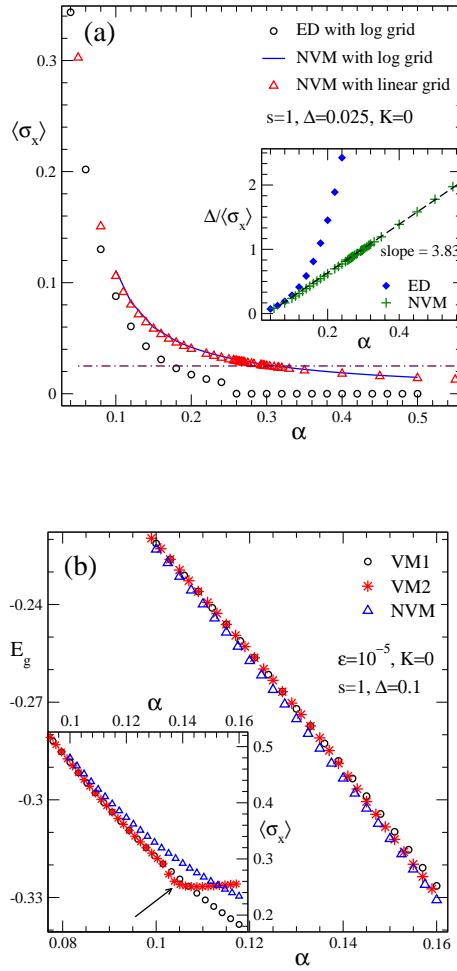 (a)
ED with log grid
NVM with log grid
NVM with linear grid
s=1, Δ=0.025, K=0
⟨σx⟩
0.3
0.2
0.1
0
0.1 0.2 0.3 0.4 0.5
α
Δ/⟨σx⟩
2
1
0
slope = 3.83
ED
NVM
0.2 0.4
α
(b)
VM1
VM2
NVM
ε=10⁻⁵, K=0
s=1, Δ=0.1
Eg
-0.24
-0.27
-0.3
-0.33
α
0.10 0.12 0.14 0.16
0.5
0.4
⟨σx⟩
0.3
0.2
0.08 0.1 0.12 0.14 0.16
α